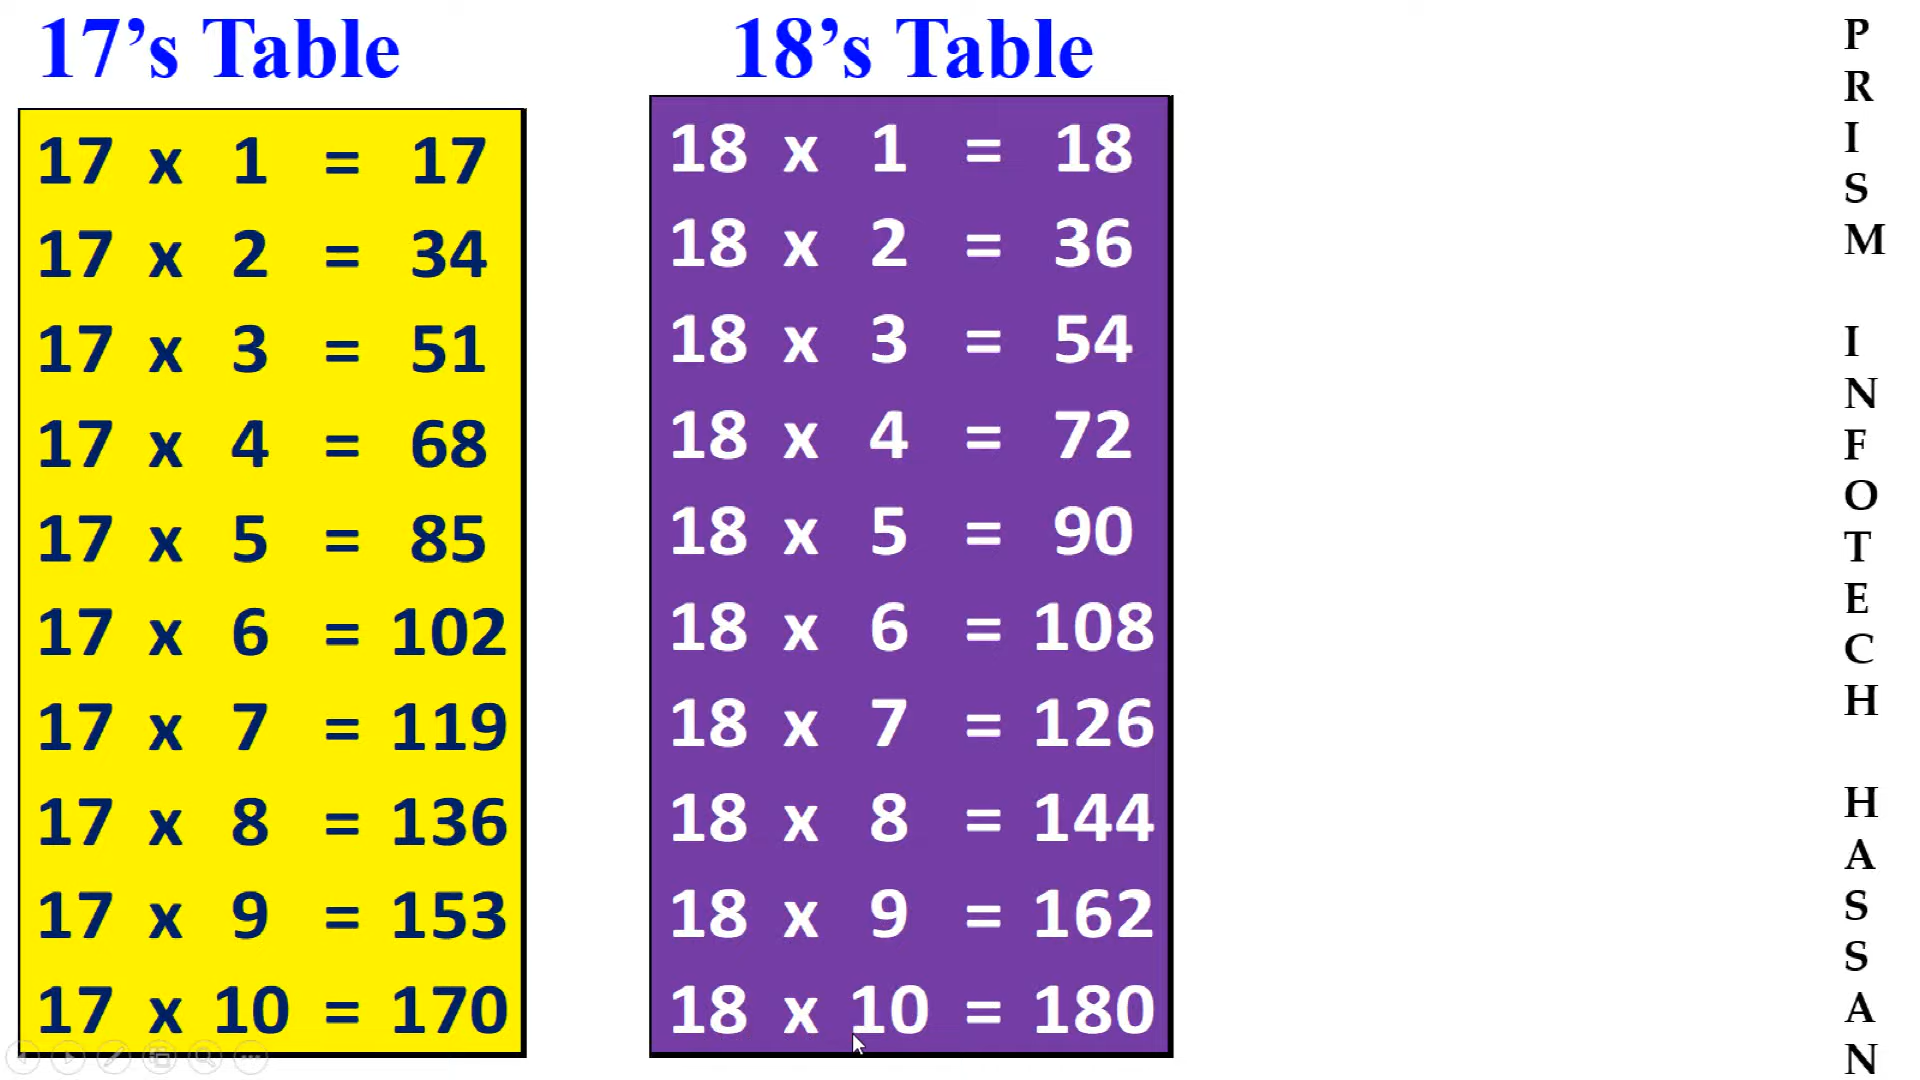 17’s Table
17 x 1 = 17
17 x 2 = 34
17 x 3 = 51
17 x 4 = 68
17 x 5 = 85
17 x 6 = 102
17 x 7 = 119
17 x 8 = 136
17 x 9 = 153
17 x 10 = 170
18’s Table
18 x 1 = 18
18 x 2 = 36
18 x 3 = 54
18 x 4 = 72
18 x 5 = 90
18 x 6 = 108
18 x 7 = 126
18 x 8 = 144
18 x 9 = 162
18 x 10 = 180
PRISM INFOTECH HASSAN